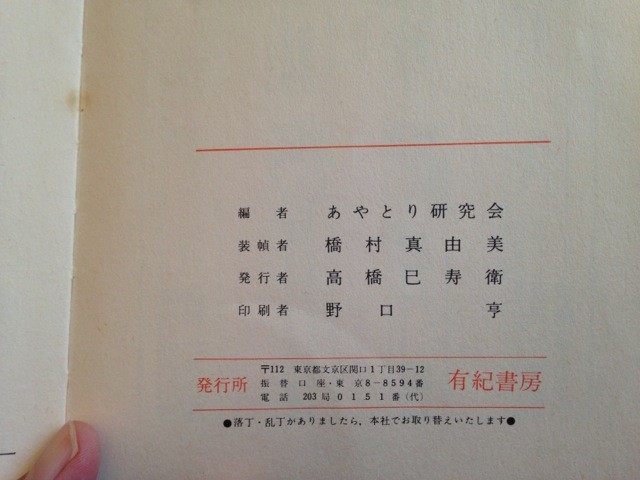 編者 あやとり研究会
装幀者 橋村真由美
発行者 高橋巳寿衛
印刷者 野口亨
発行所
〒112 東京都文京区関口1丁目39-12
振替口座・東京8-8594番
電話 203局0151番(代)
有紀書房
●落丁・乱丁がありましたら、本社でお取り替えいたします●